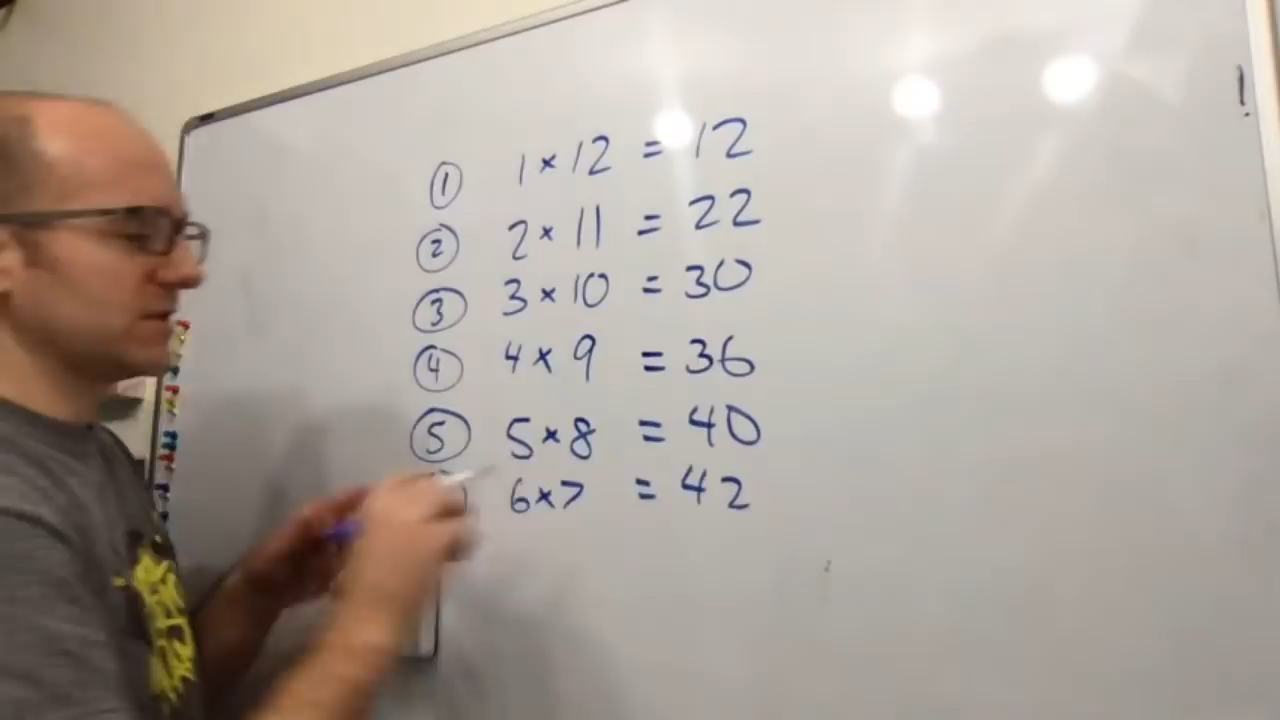 ① 1 × 12 = 12
② 2 × 11 = 22
③ 3 × 10 = 30
④ 4 × 9 = 36
⑤ 5 × 8 = 40
6 × 7 = 42
!